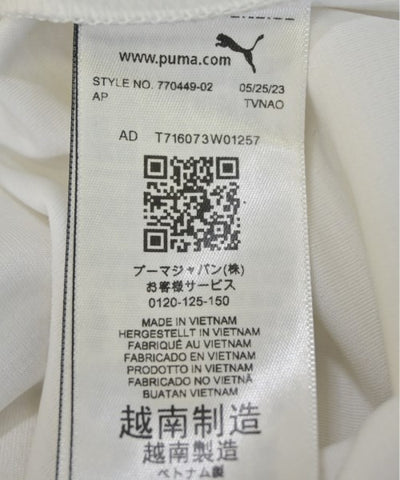 www.puma.com
STYLE NO. 770449-02 05/25/23
AP TVNAO
AD T716073W01257
プーマジャパン(株)
お客様サービス
0120-125-150
MADE IN VIETNAM
HERGESTELLT IN VIETNAM
FABRIQUÉ AU VIETNAM
FABRICADO EN VIETNAM
PRODOTTO IN VIETNAM
FABRICADO NO VIETNAM
BUATAN VIETNAM
越南制造
越南製造
ベトナム製